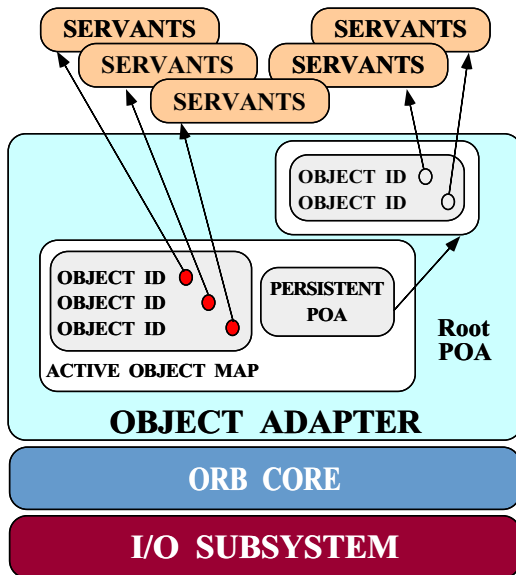 SERVANTS
SERVANTS
SERVANTS
SERVANTS
SERVANTS
OBJECT ID
OBJECT ID
OBJECT ID
OBJECT ID
OBJECT ID
PERSISTENT
POA
ACTIVE OBJECT MAP
Root
POA
OBJECT ADAPTER
ORB CORE
I/O SUBSYSTEM